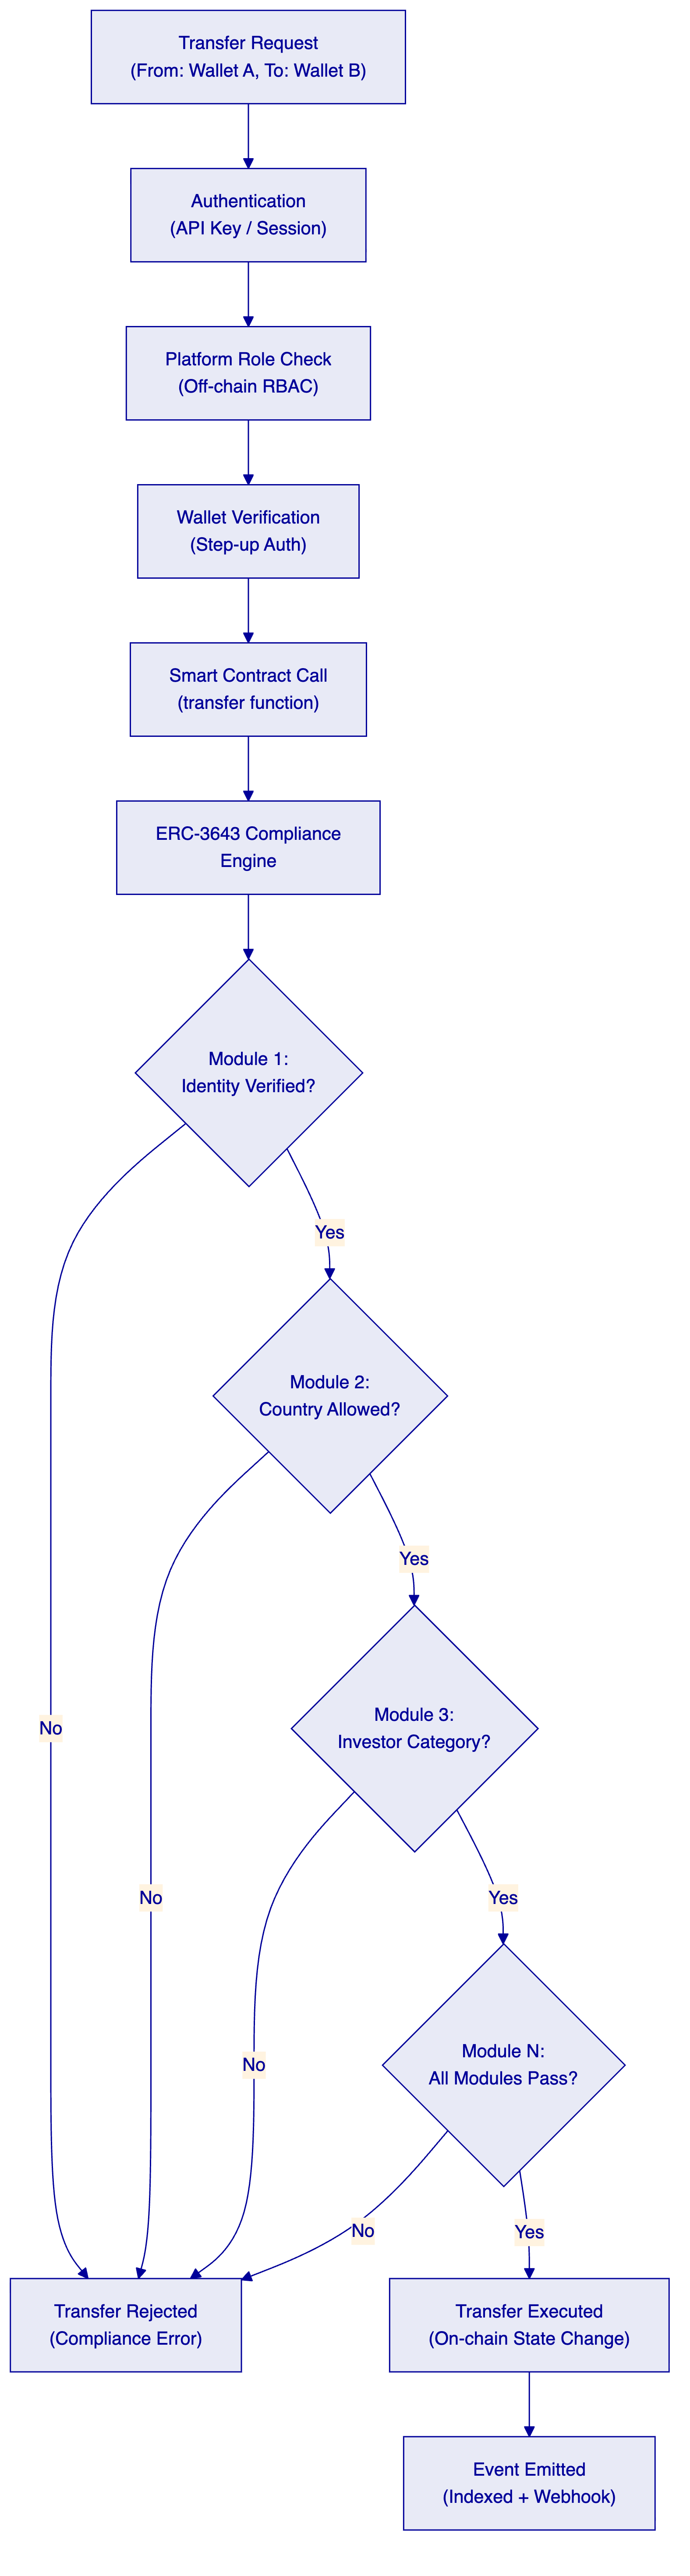 Transfer Request
(From: Wallet A, To: Wallet B)
Authentication
(API Key / Session)
Platform Role Check
(Off-chain RBAC)
Wallet Verification
(Step-up Auth)
Smart Contract Call
(transfer function)
ERC-3643 Compliance
Engine
Module 1:
Identity Verified?
Yes
Module 2:
Country Allowed?
Yes
Module 3:
Investor Category?
No
Yes
No
Module N:
All Modules Pass?
No
No
Yes
Transfer Rejected
(Compliance Error)
Transfer Executed
(On-chain State Change)
Event Emitted
(Indexed + Webhook)